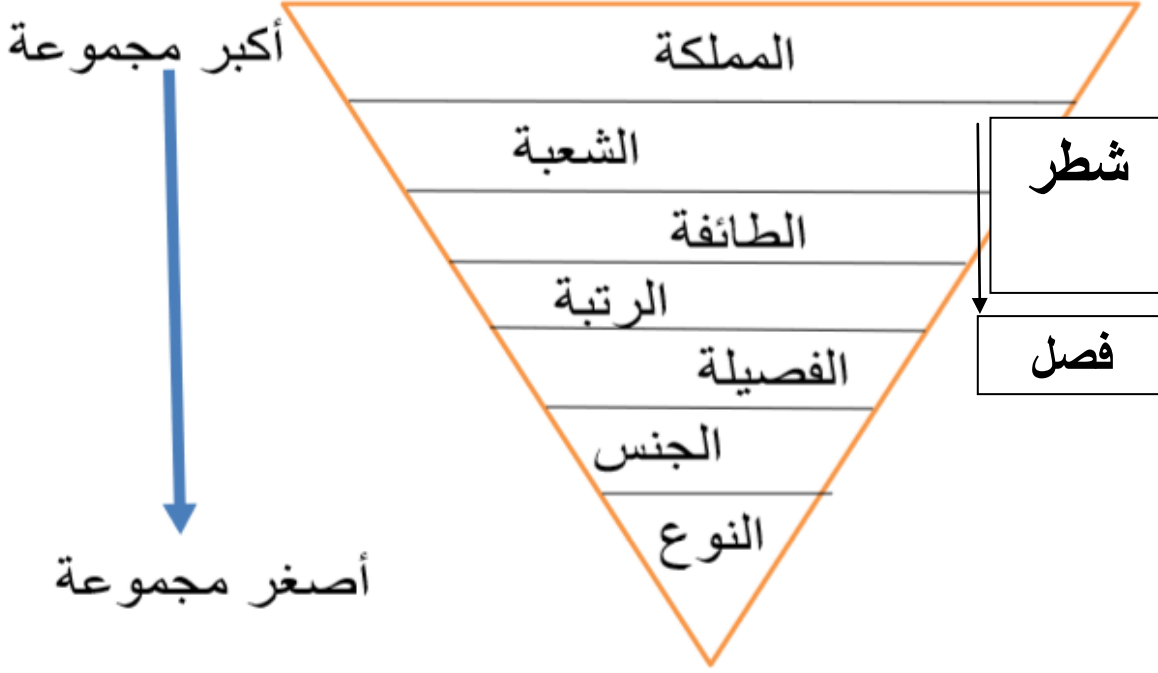 أكبر مجموعة
المملكة
الشعبة
شطر
الطائفة
الرتبة
فصل
الفصيلة
الجنس
النوع
أصغر مجموعة